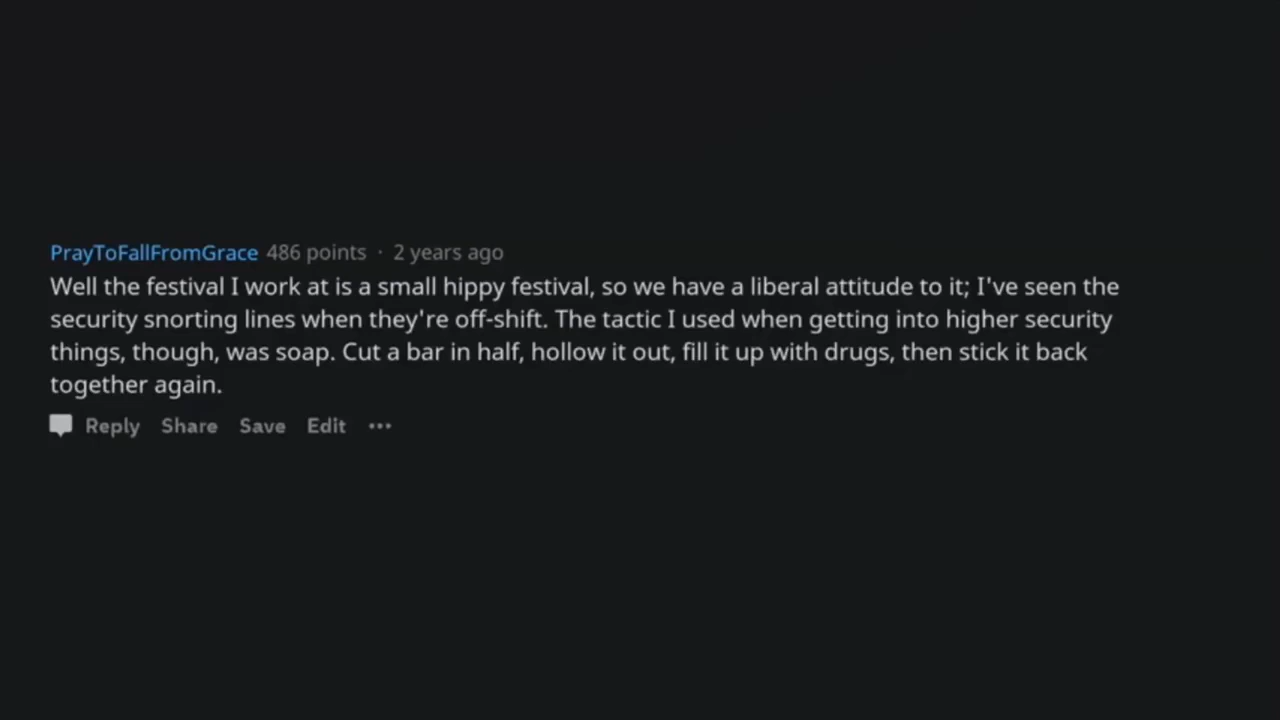 PrayToFallFromGrace 486 points · 2 years ago
Well the festival I work at is a small hippy festival, so we have a liberal attitude to it; I've seen the
security snorting lines when they're off-shift. The tactic I used when getting into higher security
things, though, was soap. Cut a bar in half, hollow it out, fill it up with drugs, then stick it back
together again.
Reply Share Save Edit •••